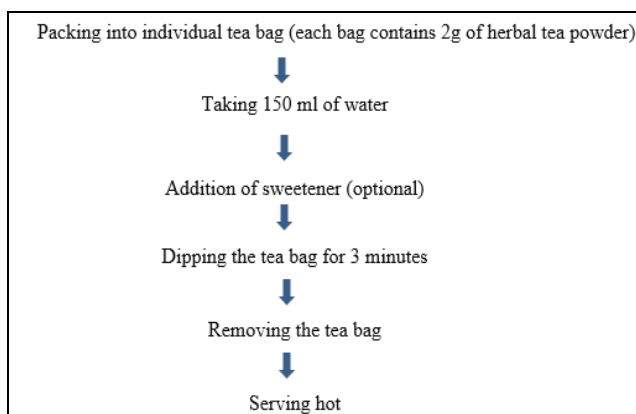 Packing into individual tea bag (each bag contains 2g of herbal tea powder)
Taking 150 ml of water
Addition of sweetener (optional)
Dipping the tea bag for 3 minutes
Removing the tea bag
Serving hot